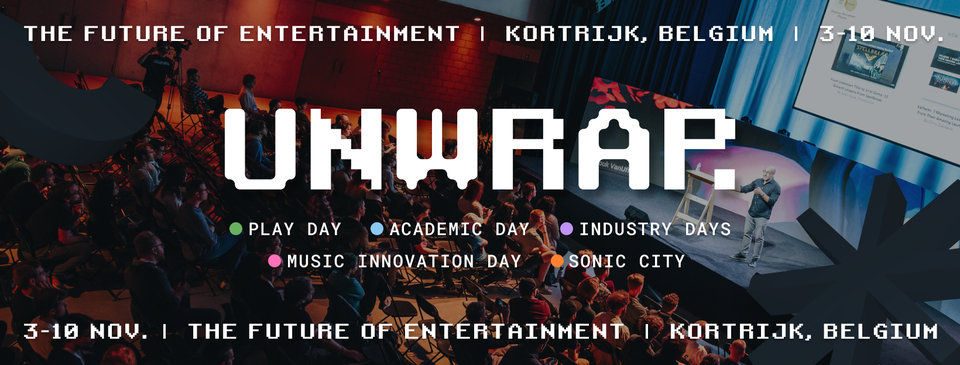 THE FUTURE OF ENTERTAINMENT | KORTRIJK, BELGIUM | 3-10 NOV.
UNWRAP.
PLAY DAY ACADEMIC DAY INDUSTRY DAYS
MUSIC INNOVATION DAY SONIC CITY
3-10 NOV. | THE FUTURE OF ENTERTAINMENT | KORTRIJK, BELGIUM